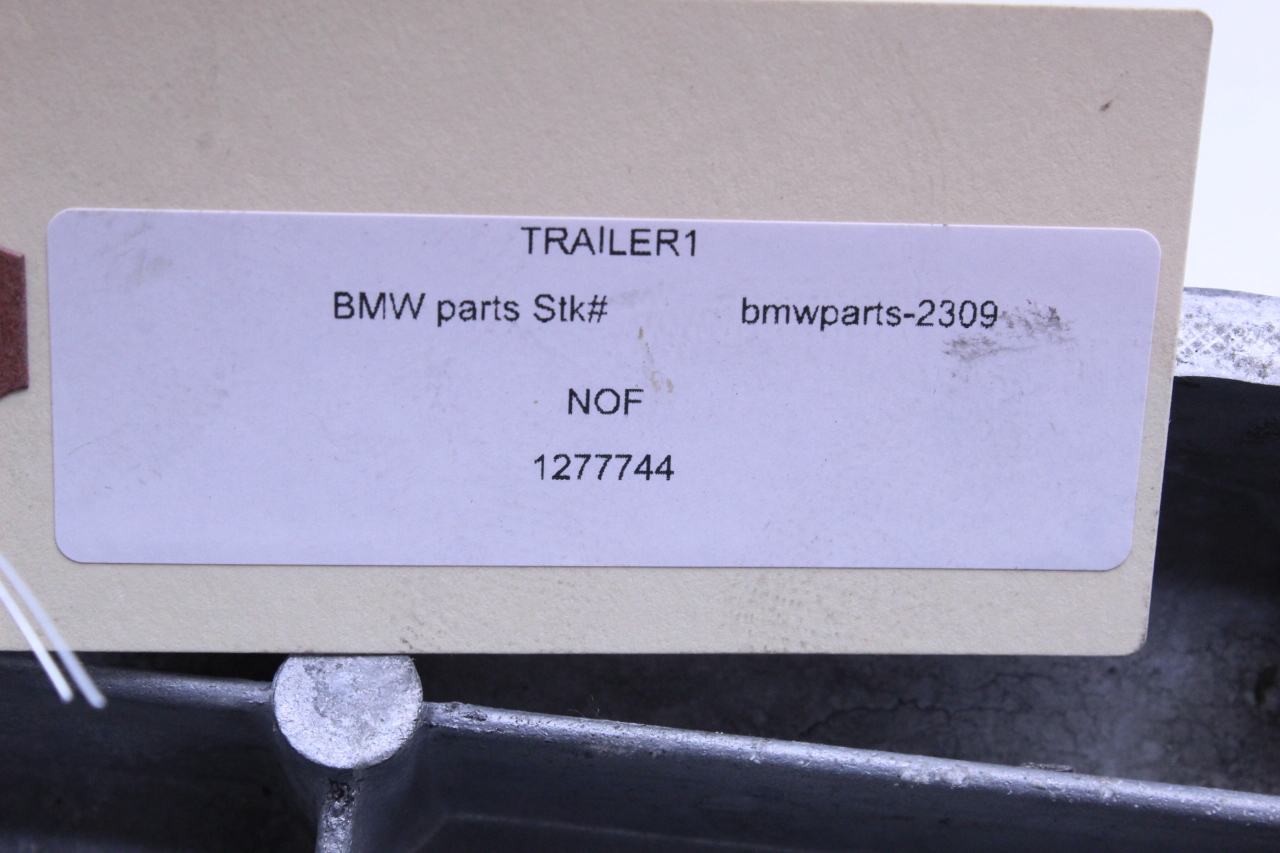 TRAILER1
BMW parts Stk# bmwparts-2309
NOF
1277744